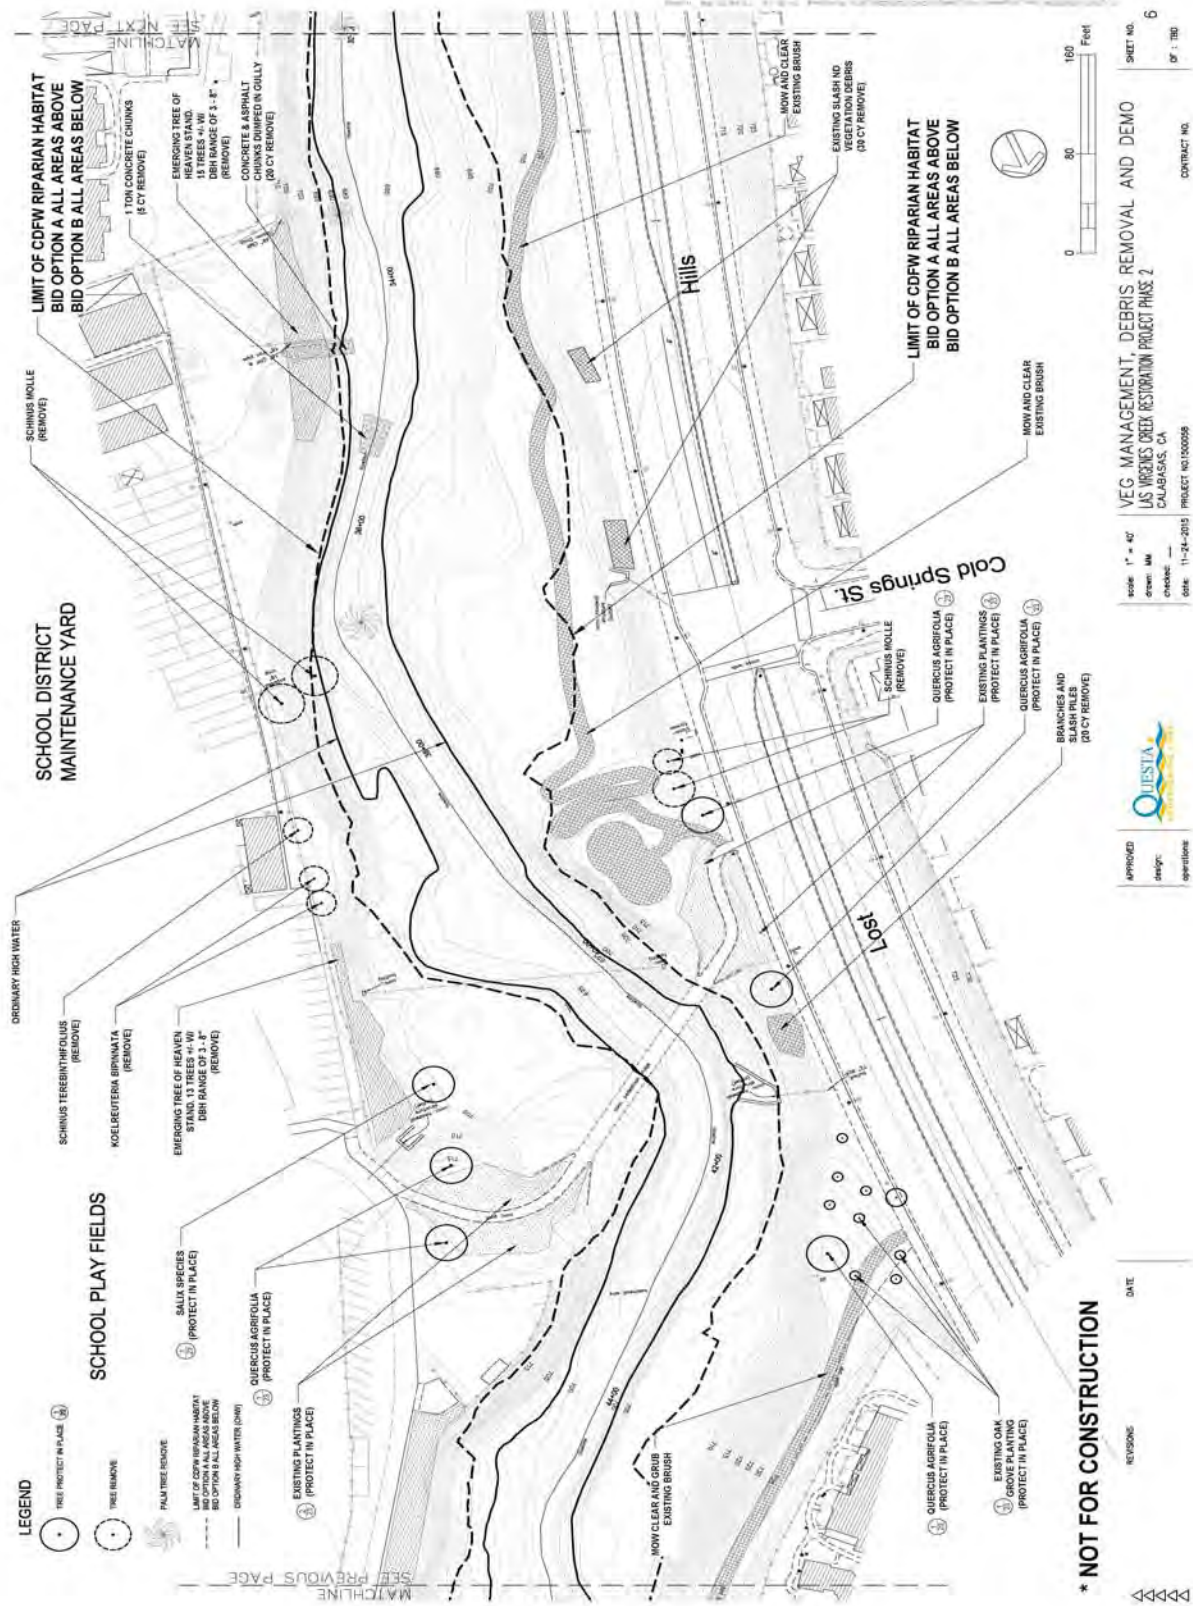 LEGEND
TREE PROTECT IN PLACE
TREE REMOVE
PALM TREE REMOVE
LIMIT OF CDFW RIPARIAN HABITAT
BID OPTION A ALL AREAS ABOVE
BID OPTION B ALL AREAS BELOW
ORDINARY HIGH WATER (OHW)
SCHOOL PLAY FIELDS
SCHOOL DISTRICT
MAINTENANCE YARD
ORDINARY HIGH WATER
SCHINUS TEREBINTHIFOLIUS
(REMOVE)
KOELREUTERIA BIPINNATA
(REMOVE)
EMERGING TREE OF HEAVEN
STAND. 13 TREES +/- W/
DBH RANGE OF 3 - 8"
(REMOVE)
SALIX SPECIES
(PROTECT IN PLACE)
QUERCUS AGRIFOLIA
(PROTECT IN PLACE)
EXISTING PLANTINGS
(PROTECT IN PLACE)
SCHINUS MOLLE
(REMOVE)
LIMIT OF CDFW RIPARIAN HABITAT
BID OPTION A ALL AREAS ABOVE
BID OPTION B ALL AREAS BELOW
1 TON CONCRETE CHUNKS
(5 CY REMOVE)
EMERGING TREE OF
HEAVEN STAND.
15 TREES +/- W/
DBH RANGE OF 3 - 8"
(REMOVE)
CONCRETE & ASPHALT
CHUNKS DUMPED IN GULLY
(20 CY REMOVE)
MATCHLINE
SEE NEXT PAGE
MATCHLINE
SEE PREVIOUS PAGE
34+00
36+00
38+00
42+00
44+00
MOW AND CLEAR
EXISTING BRUSH
EXISTING SLASH ND
VEGETATION DEBRIS
(30 CY REMOVE)
LIMIT OF CDFW RIPARIAN HABITAT
BID OPTION A ALL AREAS ABOVE
BID OPTION B ALL AREAS BELOW
MOW AND CLEAR
EXISTING BRUSH
Lost
Hills
Cold Springs St.
SCHINUS MOLLE
(REMOVE)
QUERCUS AGRIFOLIA
(PROTECT IN PLACE)
EXISTING PLANTINGS
(PROTECT IN PLACE)
QUERCUS AGRIFOLIA
(PROTECT IN PLACE)
BRANCHES AND
SLASH PILES
(20 CY REMOVE)
MOW CLEAR AND GRUB
EXISTING BRUSH
QUERCUS AGRIFOLIA
(PROTECT IN PLACE)
EXISTING OAK
GROVE PLANTING
(PROTECT IN PLACE)
* NOT FOR CONSTRUCTION
0 80 160
Feet
REVISIONS
DATE
APPROVED
design:
operations:
QUESTA
scale: 1" = 40'
drawn: MM
checked: ---
date: 11-24-2015
VEG MANAGEMENT, DEBRIS REMOVAL AND DEMO
LAS VIRGENES CREEK RESTORATION PROJECT PHASE 2
CALABASAS, CA
PROJECT NO.1500058
CONTRACT NO.
SHEET NO.
6
OF : TBD